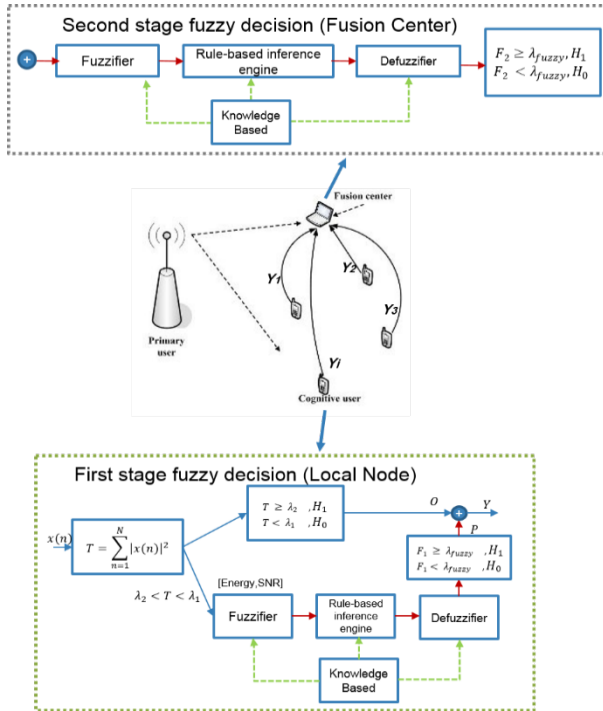 Second stage fuzzy decision (Fusion Center)
+
Fuzzifier
Rule-based inference
engine
Defuzzifier
F₂ ≥ λ_fuzzy, H₁
F₂ < λ_fuzzy, H₀
Knowledge
Based
Fusion center
Y1
Y2
Y3
Yi
Primary
user
Cognitive user
First stage fuzzy decision (Local Node)
x(n)
T = ∑_{n=1}^{N} |x(n)|²
T ≥ λ₂ , H₁
T < λ₁ , H₀
O
+
Y
P
F₁ ≥ λ_fuzzy , H₁
F₁ < λ_fuzzy , H₀
λ₂ < T < λ₁
[Energy,SNR]
Fuzzifier
Rule-based
inference
engine
Defuzzifier
Knowledge
Based